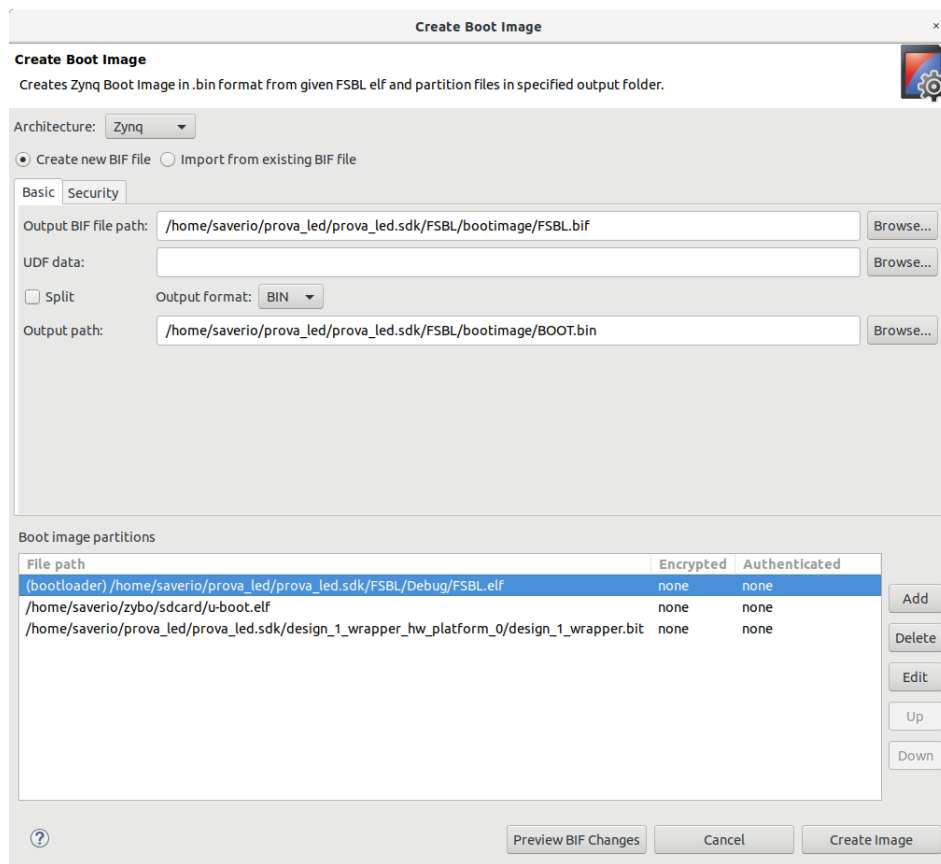 Create Boot Image
×
Create Boot Image
Creates Zynq Boot Image in .bin format from given FSBL elf and partition files in specified output folder.
Architecture: Zynq
Create new BIF file Import from existing BIF file
Basic Security
Output BIF file path: /home/saverio/prova_led/prova_led.sdk/FSBL/bootimage/FSBL.bif Browse...
UDF data: Browse...
Split Output format: BIN
Output path: /home/saverio/prova_led/prova_led.sdk/FSBL/bootimage/BOOT.bin Browse...
Boot image partitions
File path Encrypted Authenticated
(bootloader) /home/saverio/prova_led/prova_led.sdk/FSBL/Debug/FSBL.elf none none
/home/saverio/zybo/sdcard/u-boot.elf none none
/home/saverio/prova_led/prova_led.sdk/design_1_wrapper_hw_platform_0/design_1_wrapper.bit none none
Add
Delete
Edit
Up
Down
? Preview BIF Changes Cancel Create Image